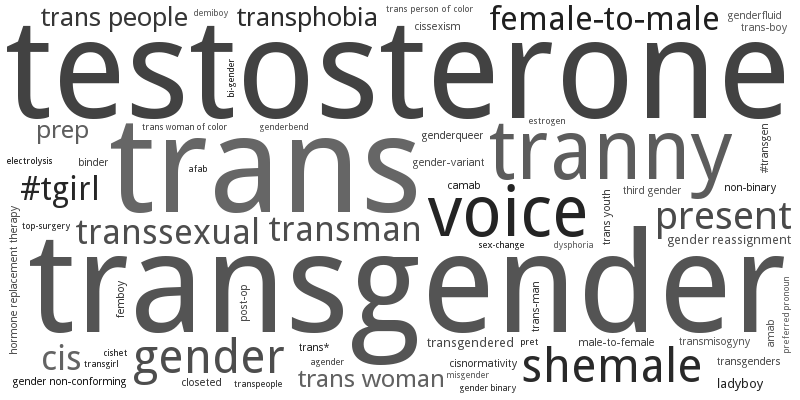 trans people
demiboy
transphobia
trans person of color
cissexism
female-to-male
genderfluid
trans-boy
testosterone
bi-gender
prep
trans woman of color
genderbend
estrogen
genderqueer
tranny
#transgen
electrolysis
binder
trans
afab
gender-variant
#tgirl
camab
third gender
non-binary
voice
trans youth
present
top-surgery
transsexual
transman
sex-change
dysphoria
gender reassignment
hormone replacement therapy
transgender
femboy
post-op
trans-man
preferred pronoun
amab
cis
cishet
transgirl
gender
trans*
agender
transgendered
pret
male-to-female
transmisogyny
cisnormativity
shemale
transgenders
gender non-conforming
closeted
transpeople
trans woman
misgender
gender binary
ladyboy